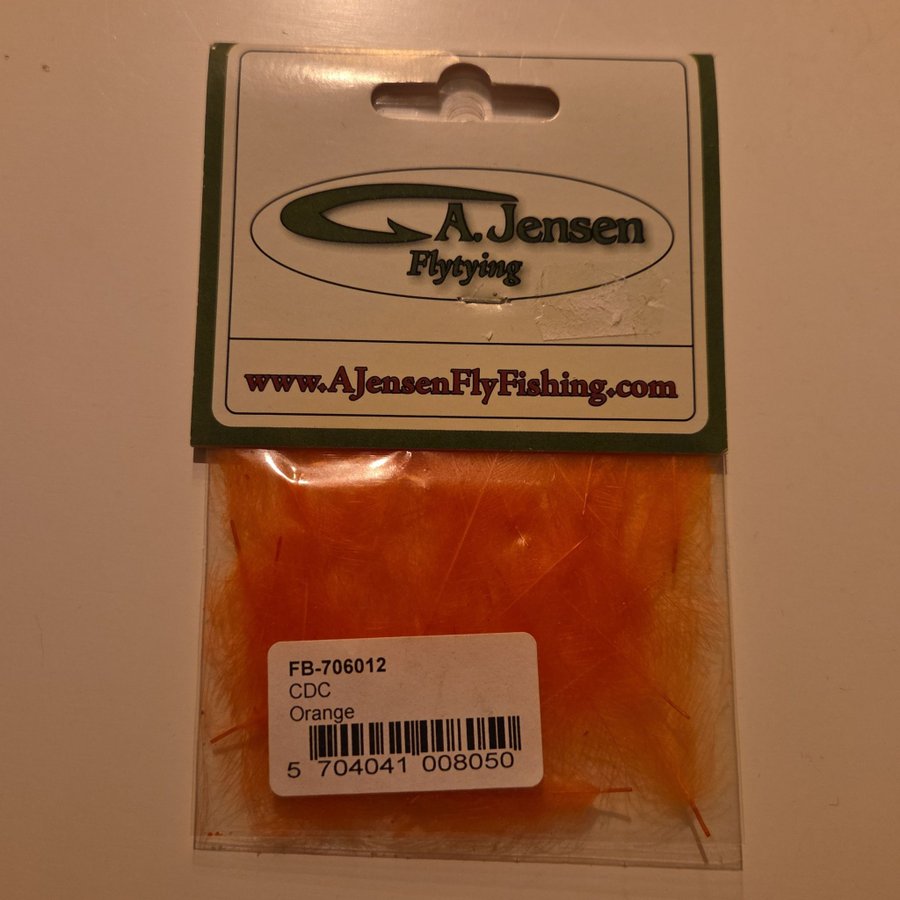 A. Jensen
Flytying
www.AJensenFlyFishing.com
FB-706012
CDC
Orange
5 704041 008050